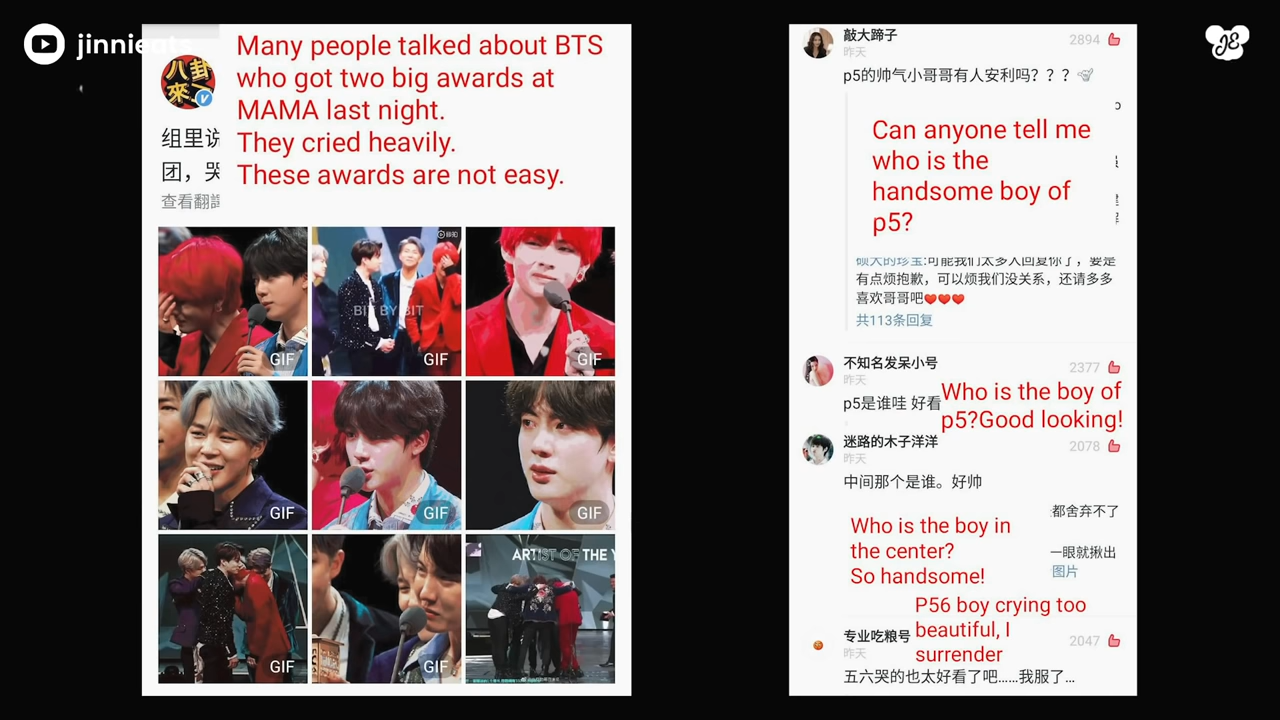 jinnieats
八卦
來了
V
组里说
团，哭
查看翻譯
Many people talked about BTS
who got two big awards at
MAMA last night.
They cried heavily.
These awards are not easy.
BIT BY BIT
GIF
GIF
GIF
GIF
GIF
GIF
ARTIST OF THE Y
GIF
GIF
JE
敲大蹄子
2894
昨天
p5的帅气小哥哥有人安利吗？？？
Can anyone tell me
who is the
handsome boy of
p5?
硕大的珍宝:可能我们太多人回复你了，要是
有点烦抱歉，可以烦我们没关系，还请多多
喜欢哥哥吧
共113条回复
不知名发呆小号
2377
昨天
Who is the boy of
p5是谁哇 好看
p5?Good looking!
迷路的木子洋洋
2078
昨天
中间那个是谁。好帅
都舍弃不了
Who is the boy in
the center?
So handsome!
一眼就揪出
图片
P56 boy crying too
beautiful, I
surrender
专业吃粮号
2047
昨天
五六哭的也太好看了吧......我服了...